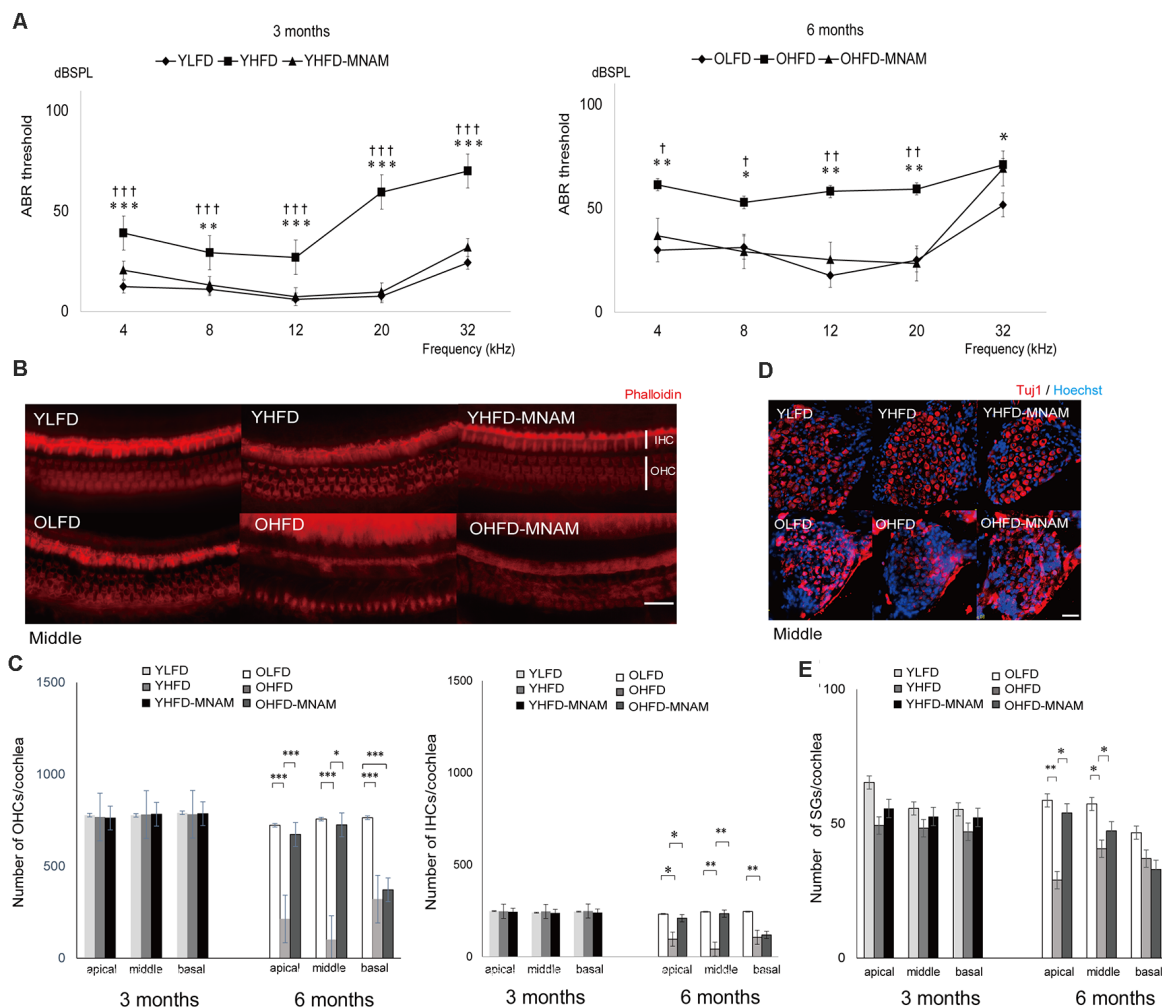 A
3 months
YLFD YHFD YHFD-MNAM
dBSPL
ABR threshold
100
50
0
††† ††† ††† ††† †††
*** ** *** *** ***
4 8 12 20 32
Frequency (kHz)
6 months
OLFD OHFD OHFD-MNAM
dBSPL
ABR threshold
100
50
0
† † †† †† *
** * ** **
4 8 12 20 32
Frequency (kHz)
B
Phalloidin
YLFD YHFD YHFD-MNAM
IHC
OHC
OLFD OHFD OHFD-MNAM
Middle
D
Tuj1 / Hoechst
YLFD YHFD YHFD-MNAM
OLFD OHFD OHFD-MNAM
Middle
C
YLFD OLFD
YHFD OHFD
YHFD-MNAM OHFD-MNAM
Number of OHCs/cochlea
1500
1000
500
0
*** * ***
*** *** ***
apical middle basal apical middle basal
3 months 6 months
YLFD OLFD
YHFD OHFD
YHFD-MNAM OHFD-MNAM
Number of IHCs/cochlea
1500
1000
500
0
* **
* ** **
apical middle basal apical middle basal
3 months 6 months
E
YLFD OLFD
YHFD OHFD
YHFD-MNAM OHFD-MNAM
Number of SGs/cochlea
100
50
0
* *
** *
apical middle basal apical middle basal
3 months 6 months